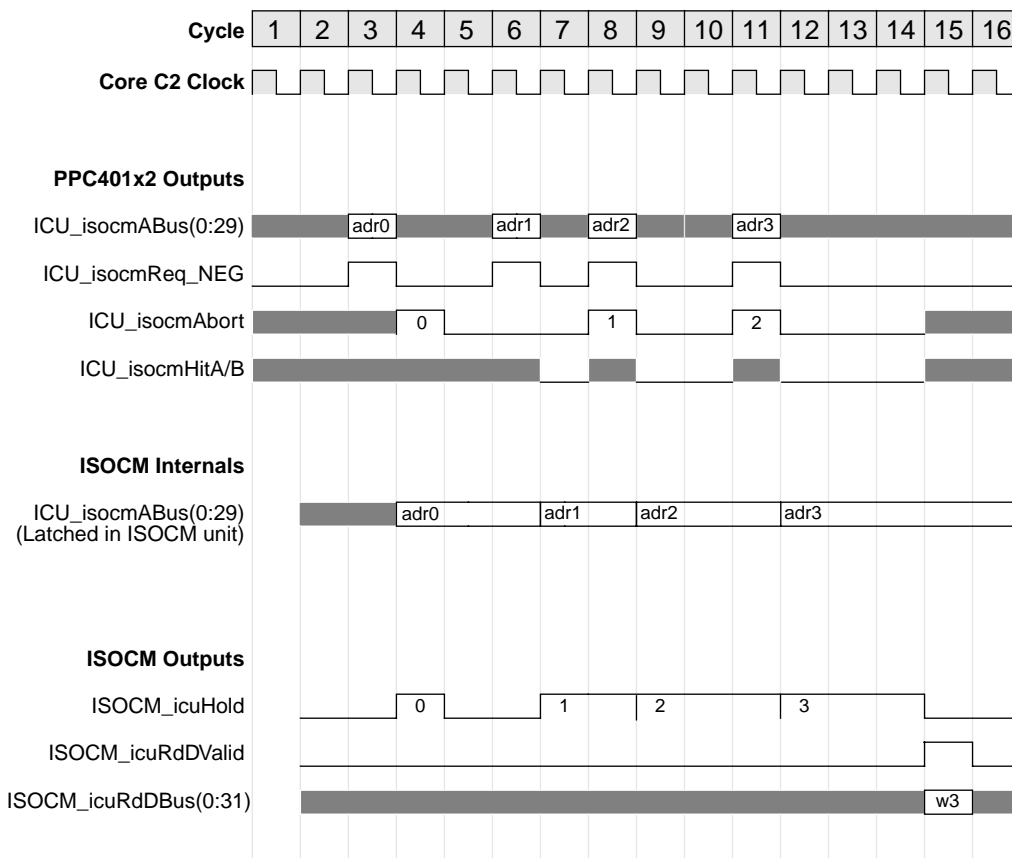 Cycle 1 2 3 4 5 6 7 8 9 10 11 12 13 14 15 16
Core C2 Clock
PPC401x2 Outputs
ICU_isocmABus(0:29) adr0 adr1 adr2 adr3
ICU_isocmReq_NEG
ICU_isocmAbort 0 1 2
ICU_isocmHitA/B
ISOCM Internals
ICU_isocmABus(0:29) adr0 adr1 adr2 adr3
(Latched in ISOCM unit)
ISOCM Outputs
ISOCM_icuHold 0 1 2 3
ISOCM_icuRdDValid
ISOCM_icuRdDBus(0:31) w3